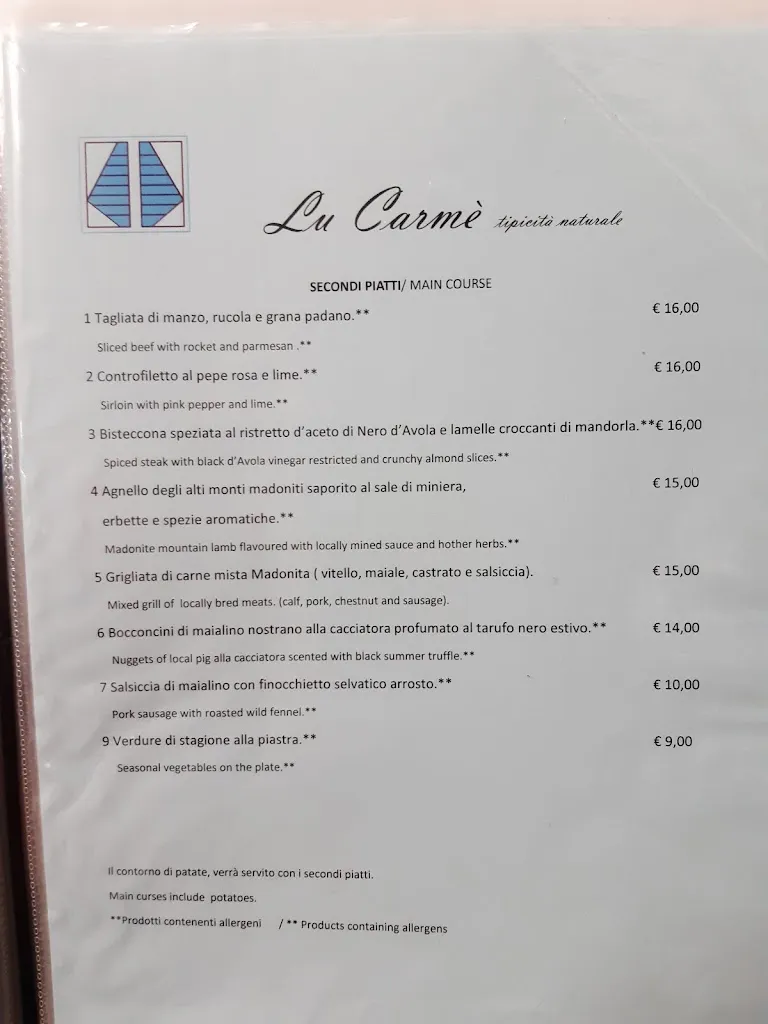 Lu Carmè tipicità naturale
SECONDI PIATTI/ MAIN COURSE
1 Tagliata di manzo, rucola e grana padano.** € 16,00
Sliced beef with rocket and parmesan .**
2 Controfiletto al pepe rosa e lime.** € 16,00
Sirloin with pink pepper and lime.**
3 Bisteccona speziata al ristretto d'aceto di Nero d'Avola e lamelle croccanti di mandorla.**€ 16,00
Spiced steak with black d'Avola vinegar restricted and crunchy almond slices.**
4 Agnello degli alti monti madoniti saporito al sale di miniera, € 15,00
erbette e spezie aromatiche.**
Madonite mountain lamb flavoured with locally mined sauce and hother herbs.**
5 Grigliata di carne mista Madonita ( vitello, maiale, castrato e salsiccia). € 15,00
Mixed grill of locally bred meats. (calf, pork, chestnut and sausage).
6 Bocconcini di maialino nostrano alla cacciatora profumato al tarufo nero estivo.** € 14,00
Nuggets of local pig alla cacciatora scented with black summer truffle.**
7 Salsiccia di maialino con finocchietto selvatico arrosto.** € 10,00
Pork sausage with roasted wild fennel.**
9 Verdure di stagione alla piastra.** € 9,00
Seasonal vegetables on the plate.**
Il contorno di patate, verrà servito con i secondi piatti.
Main curses include potatoes.
**Prodotti contenenti allergeni / ** Products containing allergens